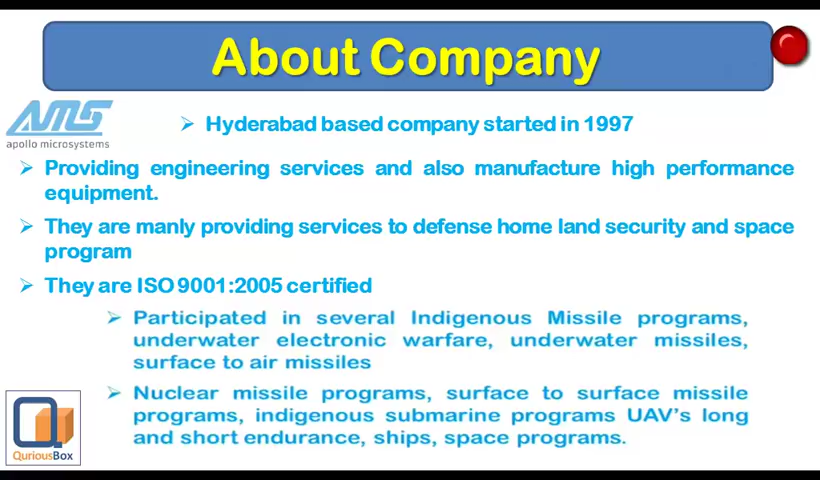 About Company
AMS
apollo microsystems
➢ Hyderabad based company started in 1997
➢ Providing engineering services and also manufacture high performance
equipment.
➢ They are manly providing services to defense home land security and space
program
➢ They are ISO 9001:2005 certified
➢ Participated in several Indigenous Missile programs,
underwater electronic warfare, underwater missiles,
surface to air missiles
➢ Nuclear missile programs, surface to surface missile
programs, indigenous submarine programs UAV's long
and short endurance, ships, space programs.
QuriousBox